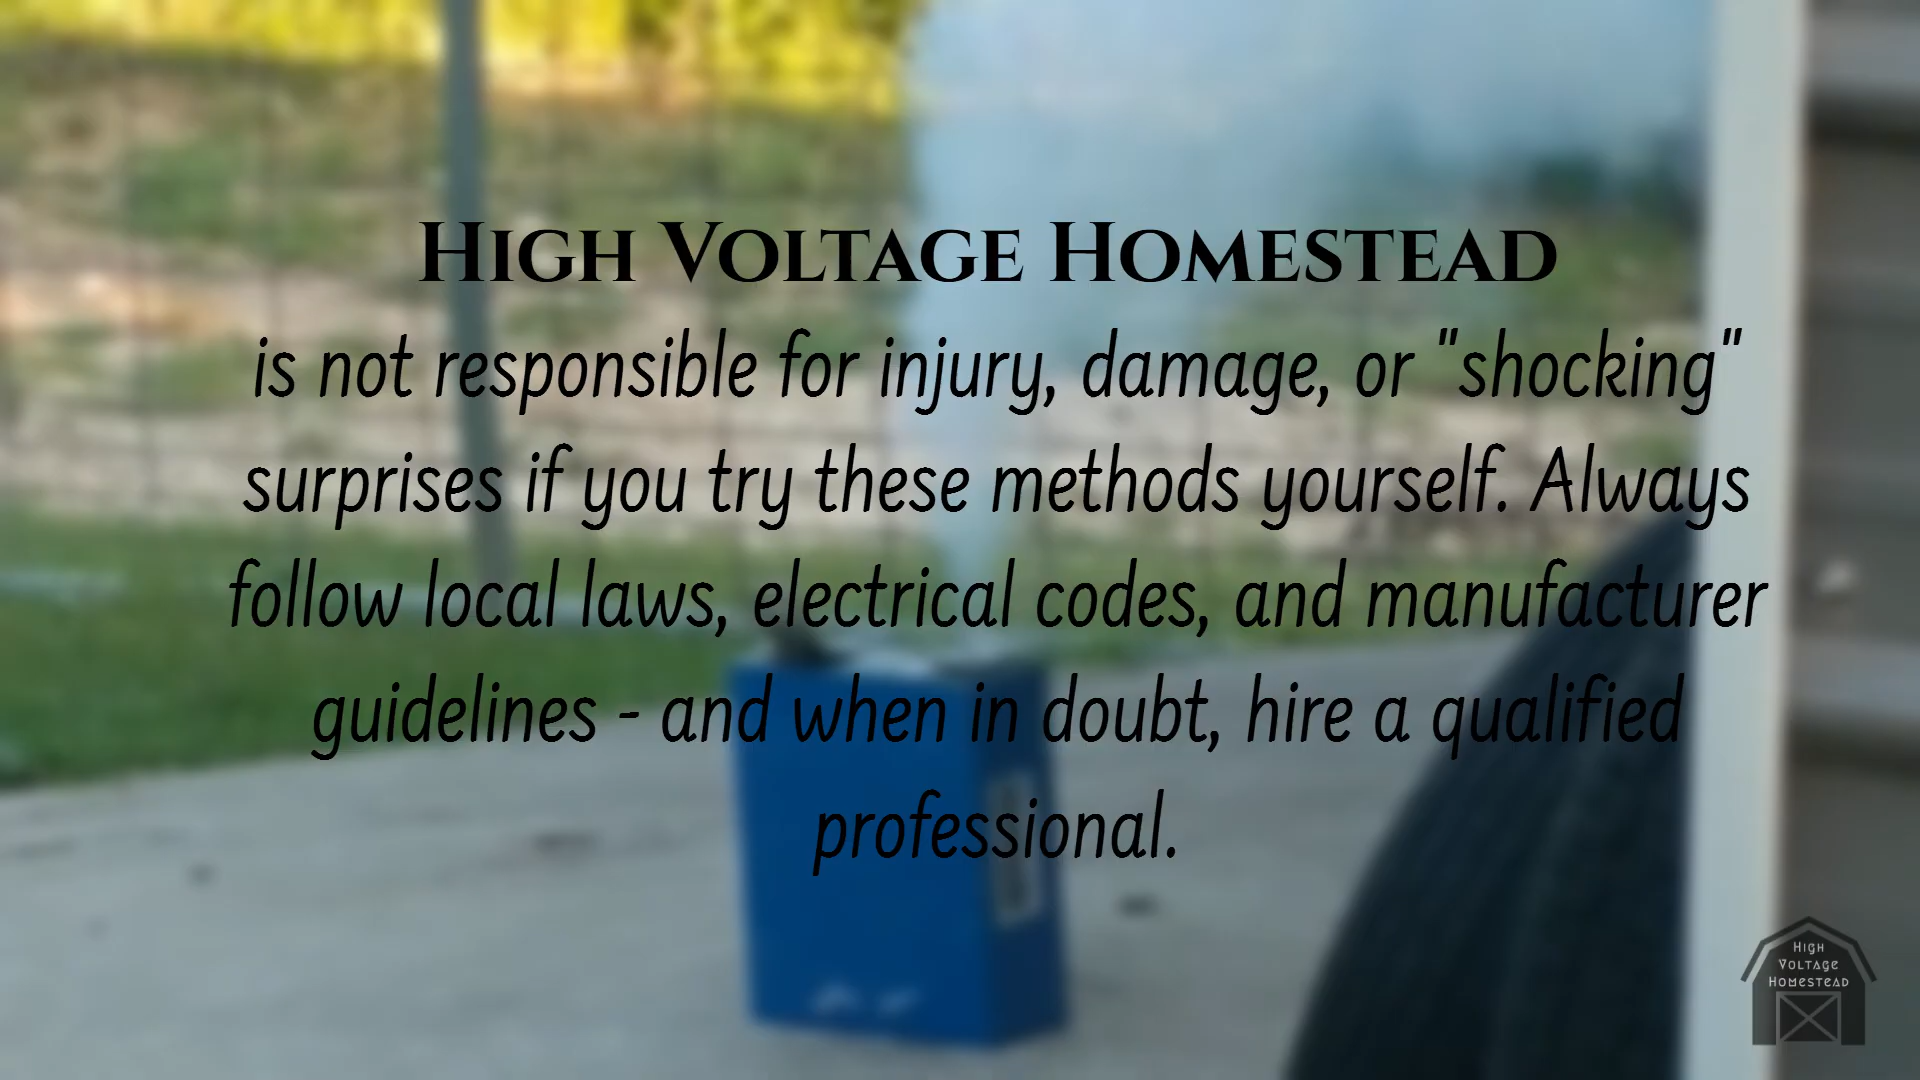 High Voltage Homestead
is not responsible for injury, damage, or "shocking"
surprises if you try these methods yourself. Always
follow local laws, electrical codes, and manufacturer
guidelines - and when in doubt, hire a qualified
professional.
High
Voltage
Homestead